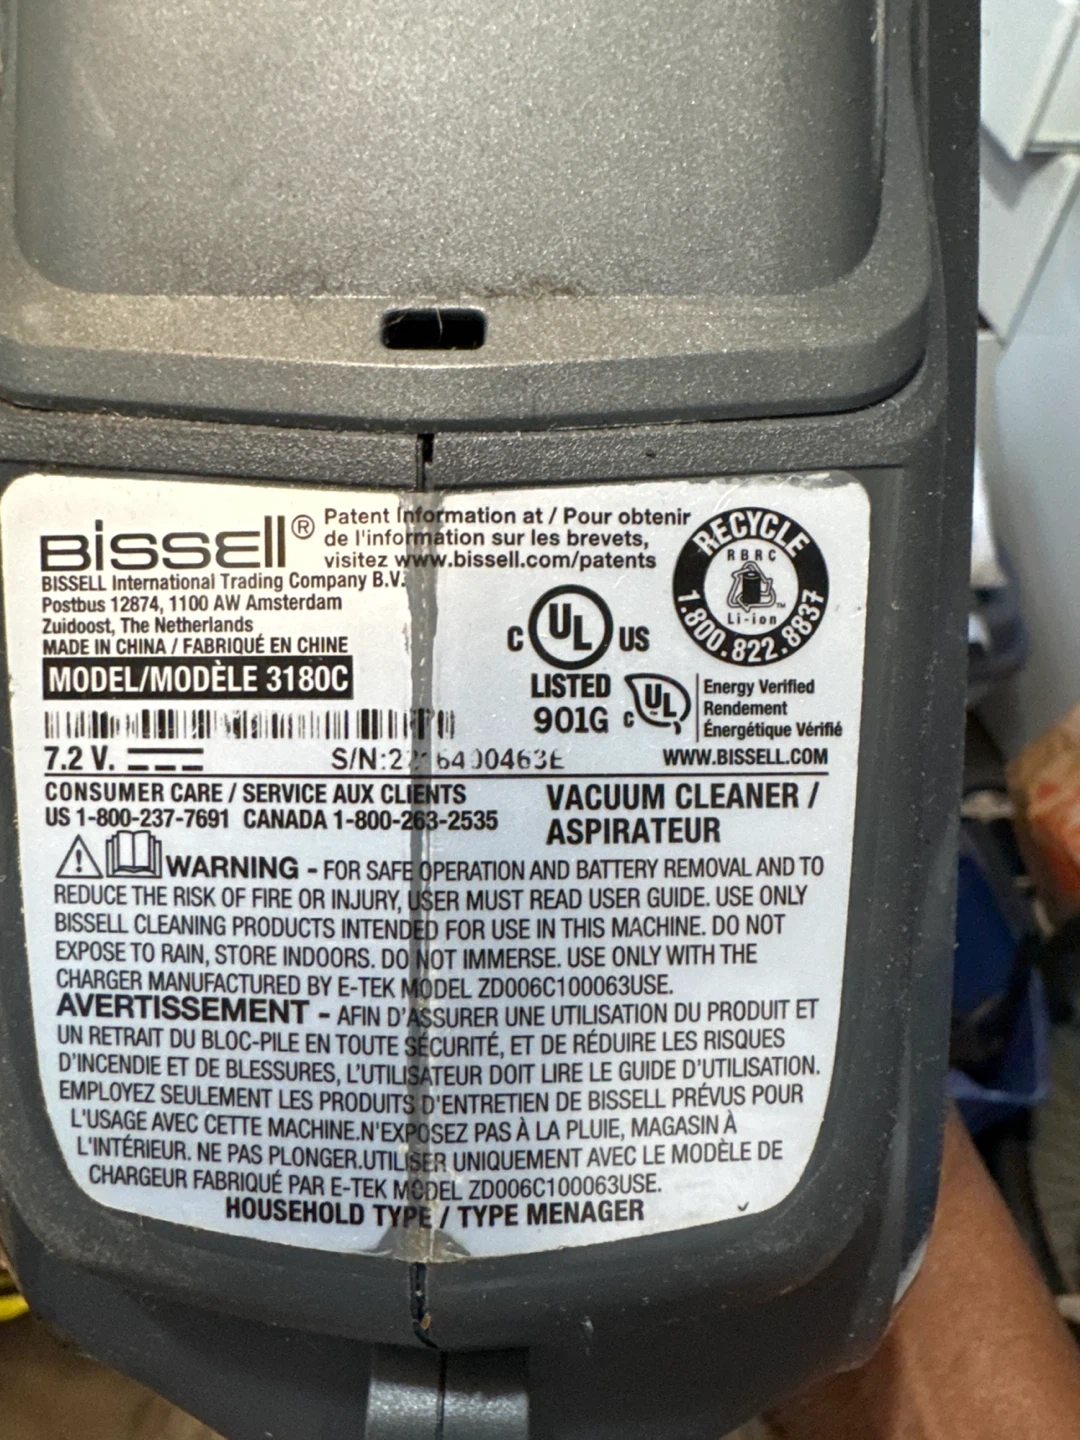 BISSELL®
Patent Information at / Pour obtenir
de l'information sur les brevets,
visitez www.bissell.com/patents
BISSELL International Trading Company B.V.
Postbus 12874, 1100 AW Amsterdam
Zuidoost, The Netherlands
MADE IN CHINA / FABRIQUÉ EN CHINE
MODEL/MODÈLE 3180C
RECYCLE
RBRC
Li-ion
TM
1.800.822.8837
C UL US
LISTED
901G
C UL
Energy Verified
Rendement
Énergétique Vérifié
7.2 V.
S/N:
WWW.BISSELL.COM
CONSUMER CARE / SERVICE AUX CLIENTS
US 1-800-237-7691 CANADA 1-800-263-2535
VACUUM CLEANER /
ASPIRATEUR
WARNING - FOR SAFE OPERATION AND BATTERY REMOVAL AND TO
REDUCE THE RISK OF FIRE OR INJURY, USER MUST READ USER GUIDE. USE ONLY
BISSELL CLEANING PRODUCTS INTENDED FOR USE IN THIS MACHINE. DO NOT
EXPOSE TO RAIN, STORE INDOORS. DO NOT IMMERSE. USE ONLY WITH THE
CHARGER MANUFACTURED BY E-TEK MODEL ZD006C100063USE.
AVERTISSEMENT - AFIN D'ASSURER UNE UTILISATION DU PRODUIT ET
UN RETRAIT DU BLOC-PILE EN TOUTE SÉCURITÉ, ET DE RÉDUIRE LES RISQUES
D'INCENDIE ET DE BLESSURES, L'UTILISATEUR DOIT LIRE LE GUIDE D'UTILISATION.
EMPLOYEZ SEULEMENT LES PRODUITS D'ENTRETIEN DE BISSELL PRÉVUS POUR
L'USAGE AVEC CETTE MACHINE.N'EXPOSEZ PAS À LA PLUIE, MAGASIN À
L'INTÉRIEUR. NE PAS PLONGER.UTILISER UNIQUEMENT AVEC LE MODÈLE DE
CHARGEUR FABRIQUÉ PAR E-TEK MODEL ZD006C100063USE.
HOUSEHOLD TYPE / TYPE MENAGER